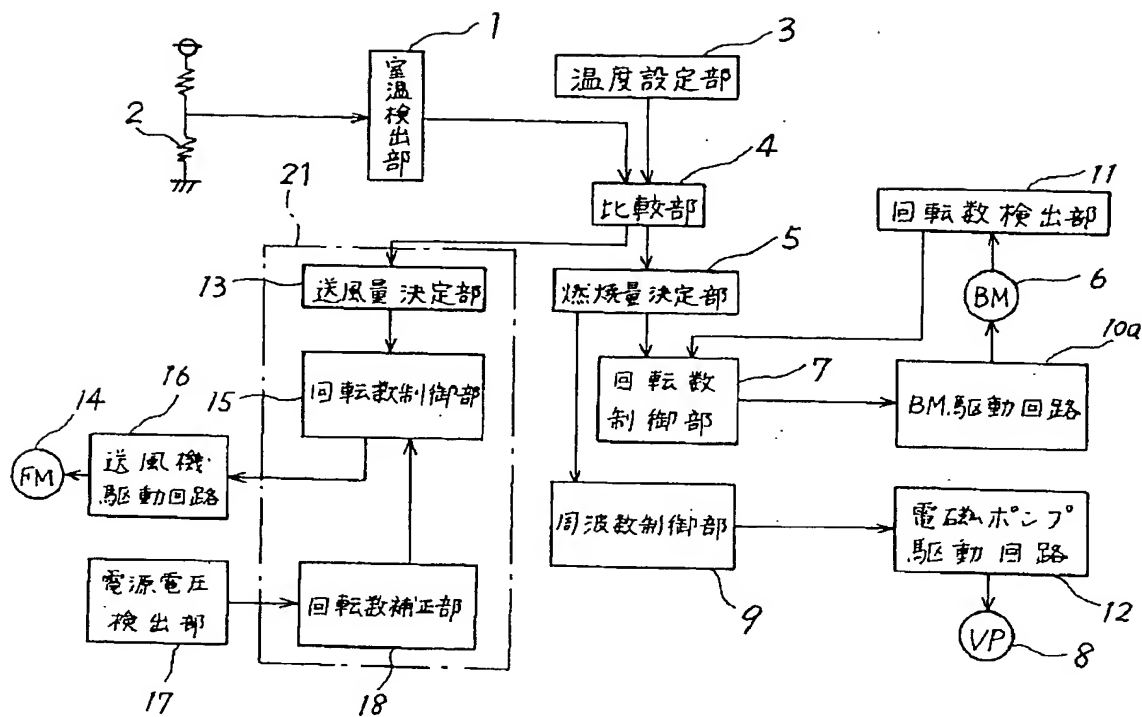 1
3
室温検出部
温度設定部
2
21
4
比較部
11
回転数検出部
5
13
送風量決定部
燃焼量決定部
BM
6
10a
16
14
15
回転数制御部
回転数
制御部
7
BM駆動回路
FM
送風機
駆動回路
周波数制御部
電磁ポンプ
駆動回路
電源電圧
検出部
回転数補正部
9
12
17
18
VP
8